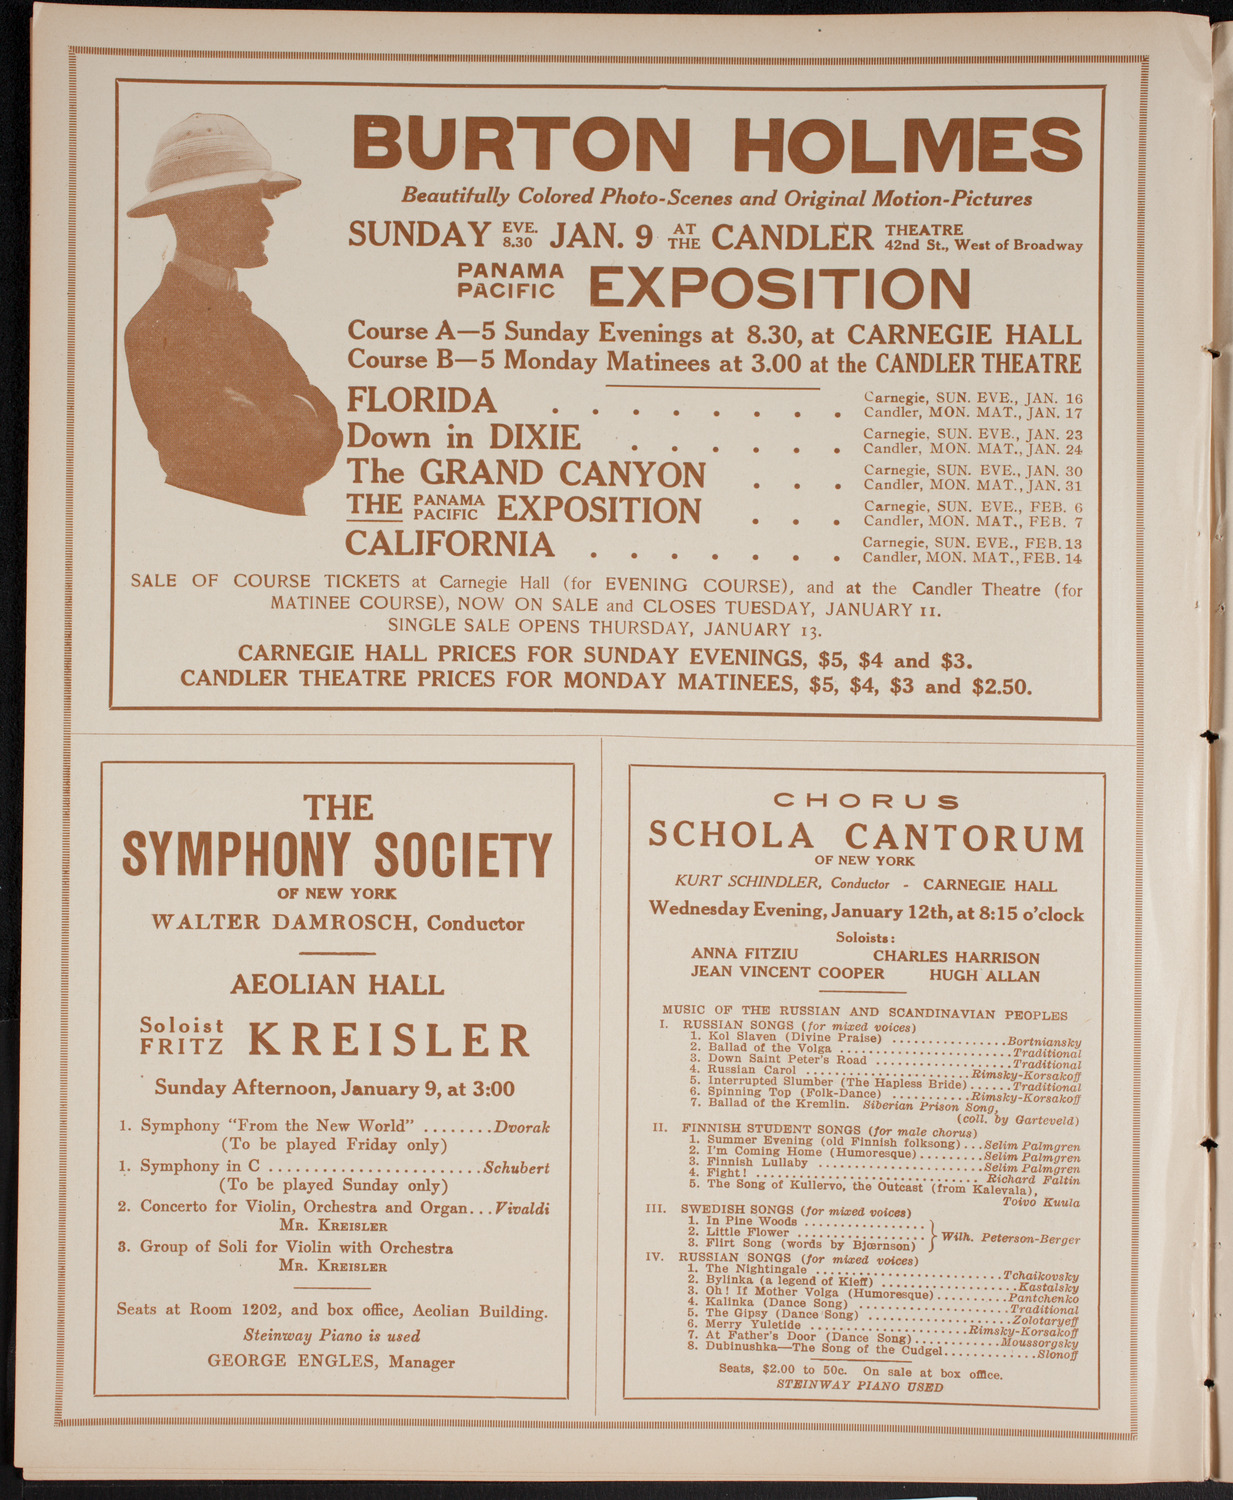 BURTON HOLMES
Beautifully Colored Photo-Scenes and Original Motion-Pictures
SUNDAY EVE. 8.30 JAN. 9 AT THE CANDLER THEATRE 42nd St., West of Broadway
PANAMA PACIFIC EXPOSITION
Course A—5 Sunday Evenings at 8.30, at CARNEGIE HALL
Course B—5 Monday Matinees at 3.00 at the CANDLER THEATRE
FLORIDA . . . . . . . . Carnegie, SUN. EVE., JAN. 16
Candler, MON. MAT., JAN. 17
Down in DIXIE . . . . . . Carnegie, SUN. EVE., JAN. 23
Candler, MON. MAT., JAN. 24
The GRAND CANYON . . . Carnegie, SUN. EVE., JAN. 30
Candler, MON. MAT., JAN. 31
THE PANAMA PACIFIC EXPOSITION . . . Carnegie, SUN. EVE., FEB. 6
Candler, MON. MAT., FEB. 7
CALIFORNIA . . . . . . . Carnegie, SUN. EVE., FEB. 13
Candler, MON. MAT., FEB. 14
SALE OF COURSE TICKETS at Carnegie Hall (for EVENING COURSE), and at the Candler Theatre (for
MATINEE COURSE), NOW ON SALE and CLOSES TUESDAY, JANUARY 11.
SINGLE SALE OPENS THURSDAY, JANUARY 13.
CARNEGIE HALL PRICES FOR SUNDAY EVENINGS, $5, $4 and $3.
CANDLER THEATRE PRICES FOR MONDAY MATINEES, $5, $4, $3 and $2.50.
THE
SYMPHONY SOCIETY
OF NEW YORK
WALTER DAMROSCH, Conductor
AEOLIAN HALL
Soloist FRITZ KREISLER
Sunday Afternoon, January 9, at 3:00
1. Symphony "From the New World" ........Dvorak
(To be played Friday only)
1. Symphony in C ........................Schubert
(To be played Sunday only)
2. Concerto for Violin, Orchestra and Organ...Vivaldi
MR. KREISLER
3. Group of Soli for Violin with Orchestra
MR. KREISLER
Seats at Room 1202, and box office, Aeolian Building.
Steinway Piano is used
GEORGE ENGLES, Manager
CHORUS
SCHOLA CANTORUM
OF NEW YORK
KURT SCHINDLER, Conductor - CARNEGIE HALL
Wednesday Evening, January 12th, at 8:15 o'clock
Soloists:
ANNA FITZIU CHARLES HARRISON
JEAN VINCENT COOPER HUGH ALLAN
MUSIC OF THE RUSSIAN AND SCANDINAVIAN PEOPLES
I. RUSSIAN SONGS (for mixed voices)
1. Kol Slaven (Divine Praise) ...............Bortniansky
2. Ballad of the Volga .......................Traditional
3. Down Saint Peter's Road ..................Traditional
4. Russian Carol ......................Rimsky-Korsakoff
5. Interrupted Slumber (The Hapless Bride)......Traditional
6. Spinning Top (Folk-Dance) ..........Rimsky-Korsakoff
7. Ballad of the Kremlin. Siberian Prison Song,
(coll. by Garteveld)
II. FINNISH STUDENT SONGS (for male chorus)
1. Summer Evening (old Finnish folksong)...Selim Palmgren
2. I'm Coming Home (Humoresque).........Selim Palmgren
3. Finnish Lullaby ......................Selim Palmgren
4. Fight! .............................. Richard Faltin
5. The Song of Kullervo, the Outcast (from Kalevala),
Toivo Kuula
III. SWEDISH SONGS (for mixed voices)
1. In Pine Woods ................
2. Little Flower ................. Wilh. Peterson-Berger
3. Flirt Song (words by Bjœrnson)
IV. RUSSIAN SONGS (for mixed voices)
1. The Nightingale .........................Tchaikovsky
2. Bylinka (a legend of Kieff) ..................Kastalsky
3. Oh! If Mother Volga (Humoresque)..........Pantchenko
4. Kalinka (Dance Song) ....................Traditional
5. The Gipsy (Dance Song) ...................Zolotaryeff
6. Merry Yuletide .....................Rimsky-Korsakoff
7. At Father's Door (Dance Song)............Moussorgsky
8. Dubinushka—The Song of the Cudgel.............Slonoff
Seats, $2.00 to 50c. On sale at box office.
STEINWAY PIANO USED